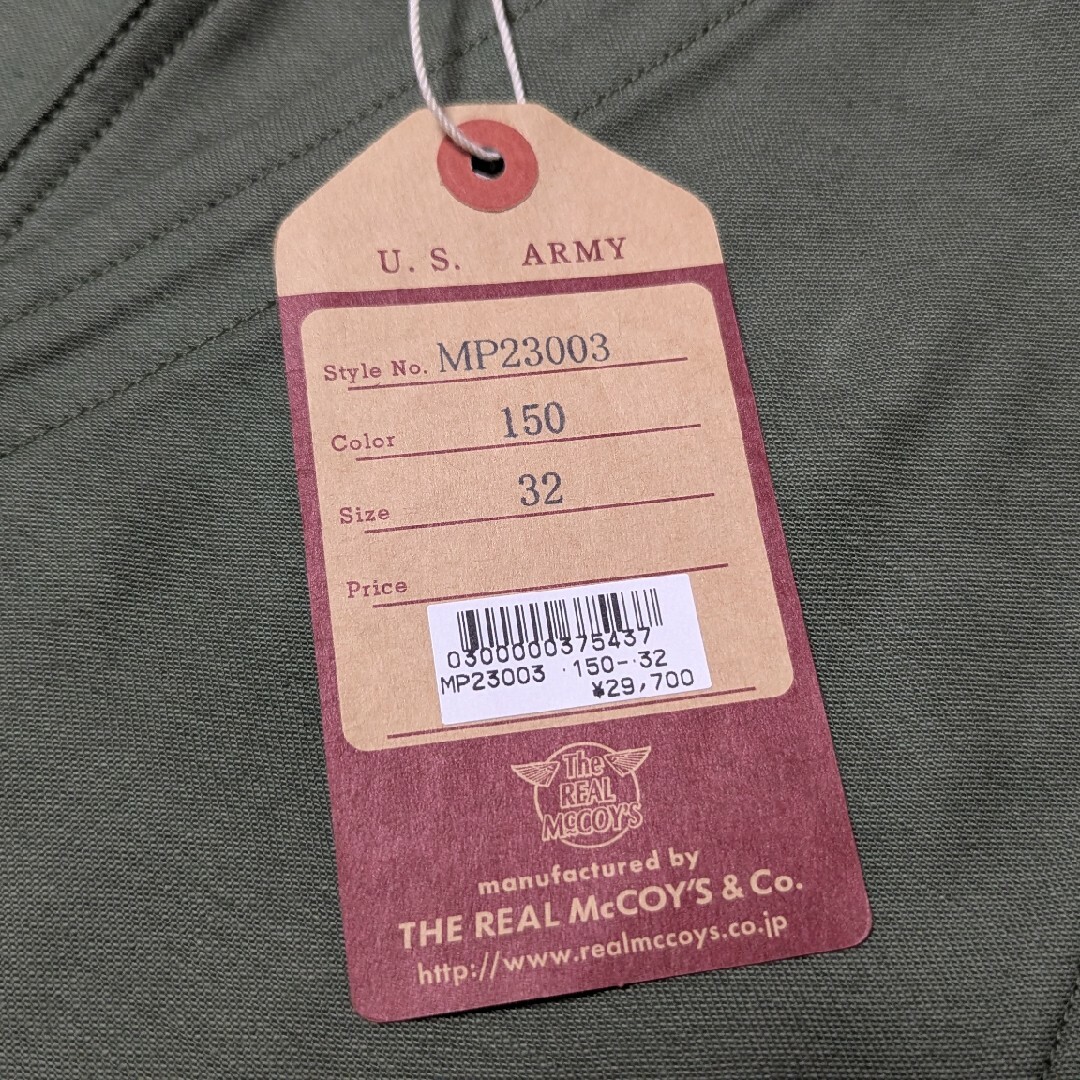 U. S. ARMY
Style No. MP23003
Color 150
Size 32
Price
0300000375437
MP23003 ·150-·32
¥29,700
The
REAL
McCOY'S
manufactured by
THE REAL McCOY'S & Co.
http://www.realmccoys.co.jp